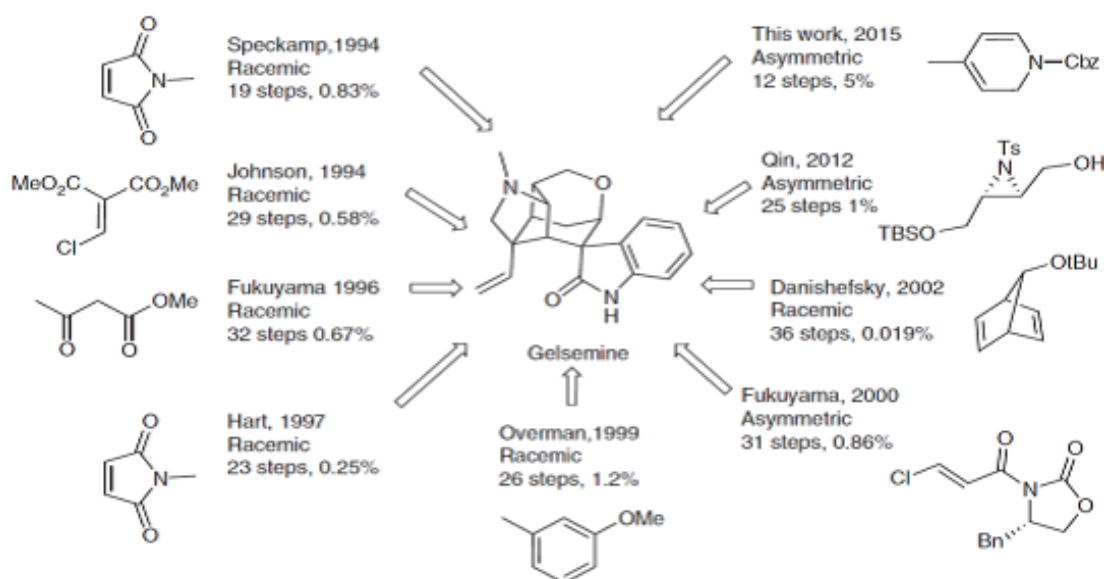 Speckamp,1994
Racemic
19 steps, 0.83%
O
N
O
This work, 2015
Asymmetric
12 steps, 5%
N
Cbz
MeO₂C
CO₂Me
Cl
Johnson, 1994
Racemic
29 steps, 0.58%
N
O
O
N
H
Gelsemine
Qin, 2012
Asymmetric
25 steps 1%
Ts
N
OH
TBSO
O
O
OMe
Fukuyama 1996
Racemic
32 steps 0.67%
Danishefsky, 2002
Racemic
36 steps, 0.019%
OtBu
O
N
O
Hart, 1997
Racemic
23 steps, 0.25%
Overman,1999
Racemic
26 steps, 1.2%
OMe
Fukuyama, 2000
Asymmetric
31 steps, 0.86%
Cl
O
O
N
O
Bn